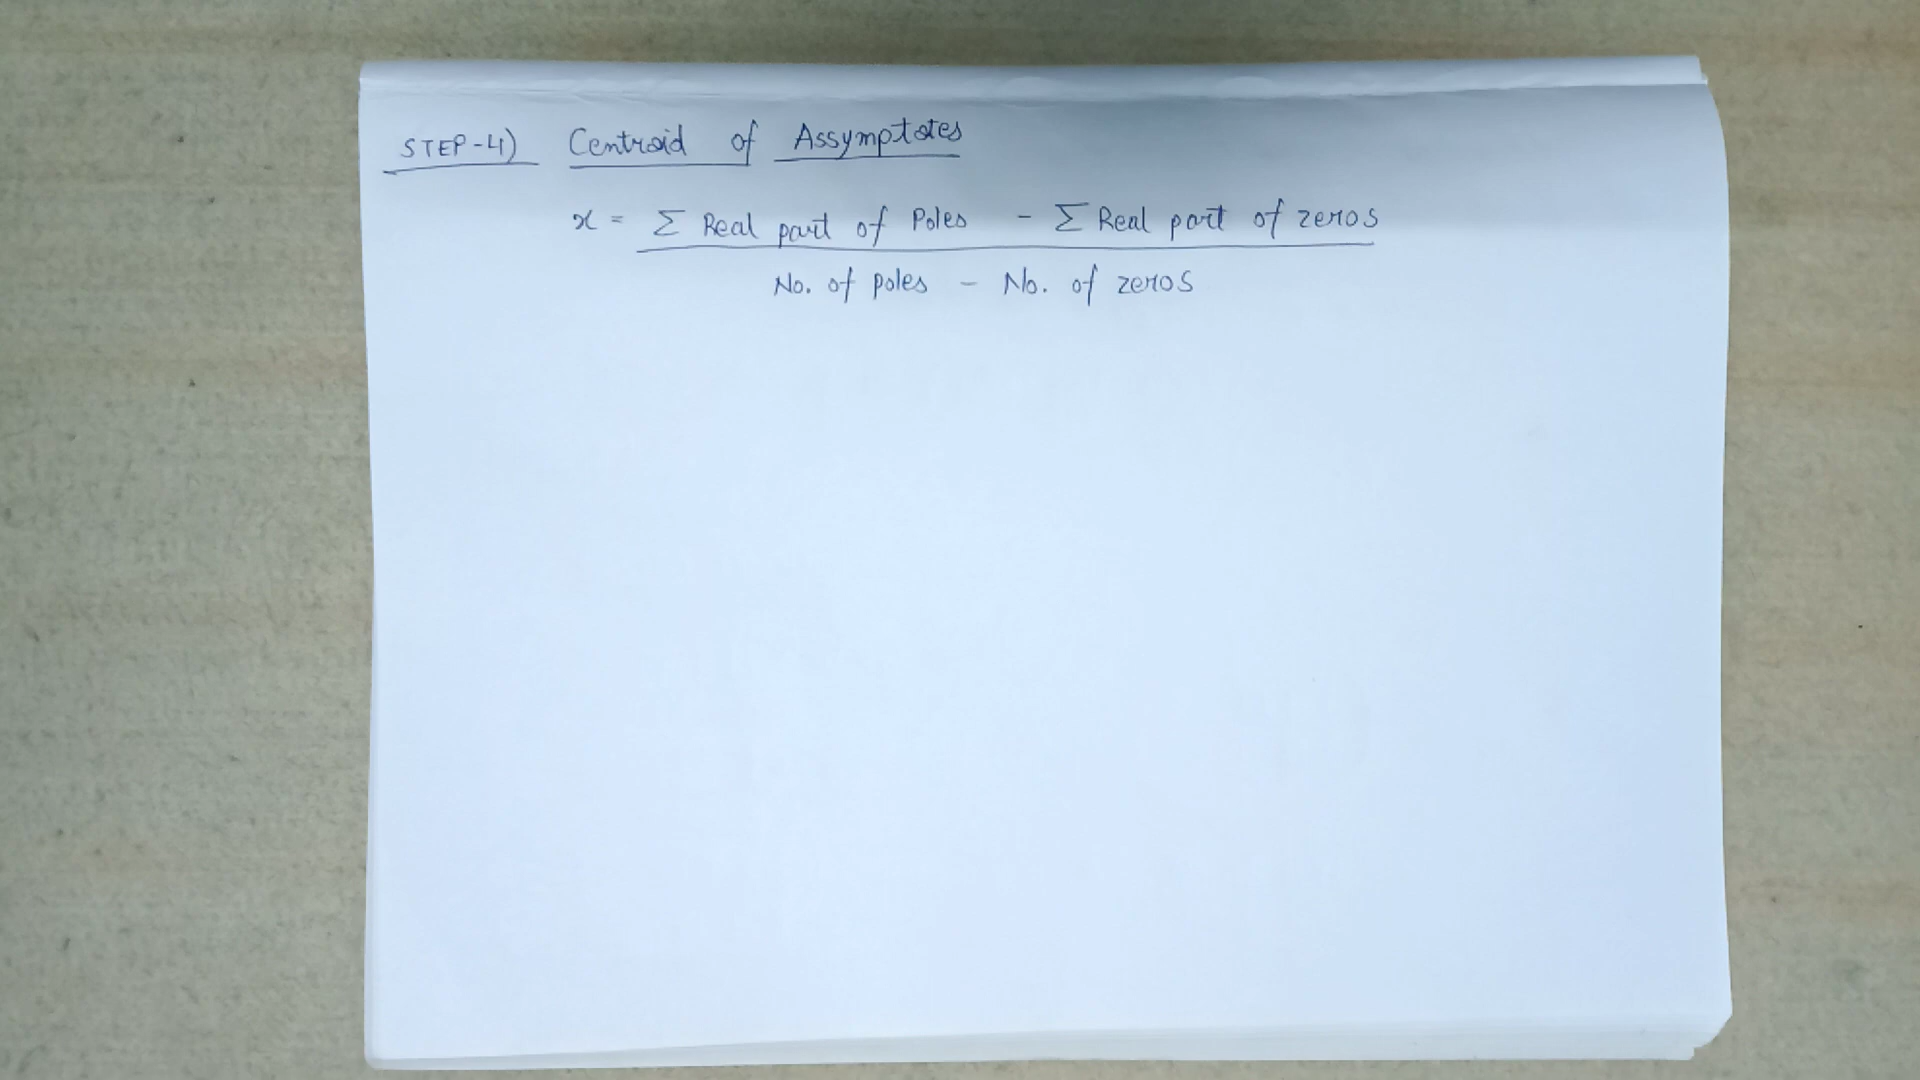 STEP-4) Centroid of Assymptotes
x = Σ Real part of Poles - Σ Real part of zeros
No. of poles - No. of zeros